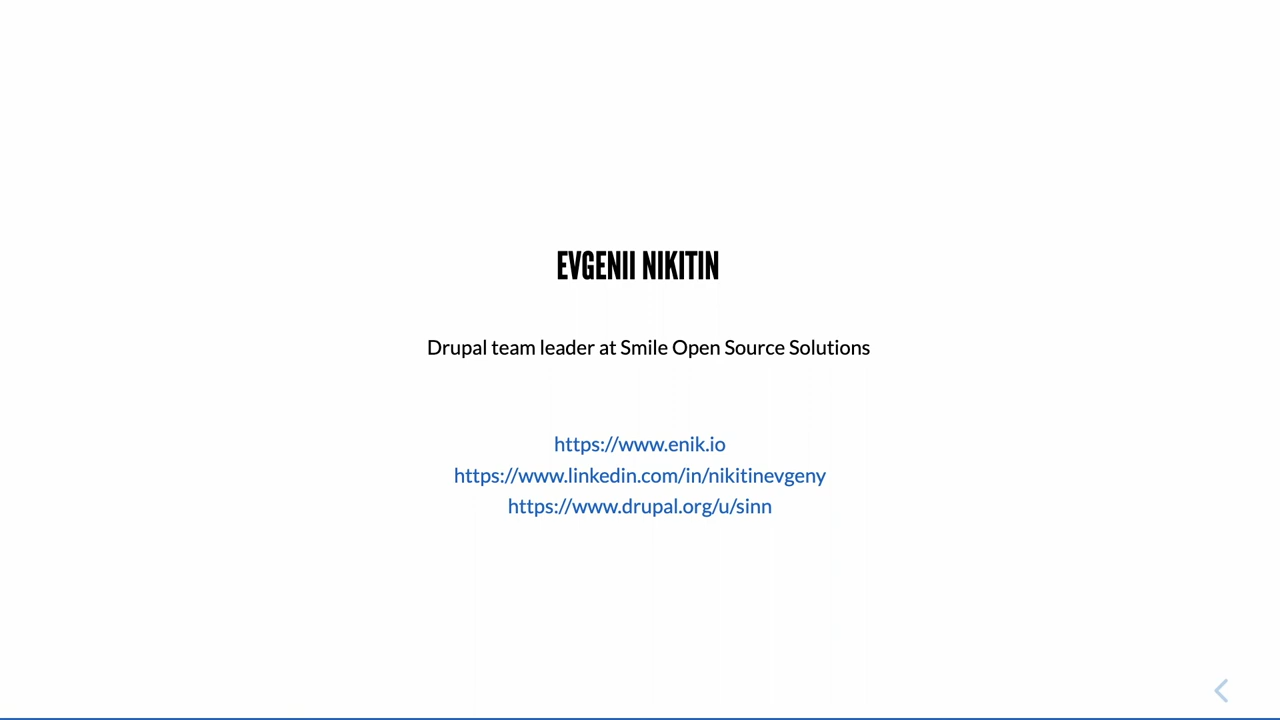 EVGENII NIKITIN
Drupal team leader at Smile Open Source Solutions
https://www.enik.io
https://www.linkedin.com/in/nikitinevgeny
https://www.drupal.org/u/sinn